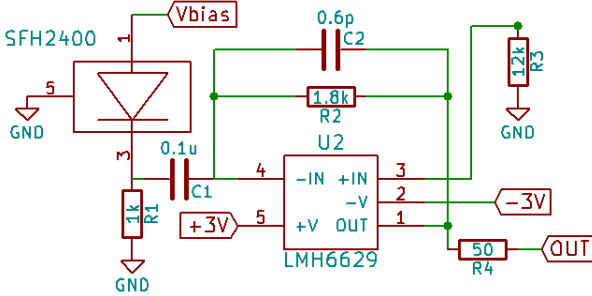 Vbias
SFH2400
1
5
GND
3
0.6p
C2
1.8k
R2
12k
R3
GND
0.1u
C1
1k
R1
GND
U2
4
-IN
+IN
3
-V
2
-3V
+3V
5
+V
OUT
1
LMH6629
50
R4
OUT